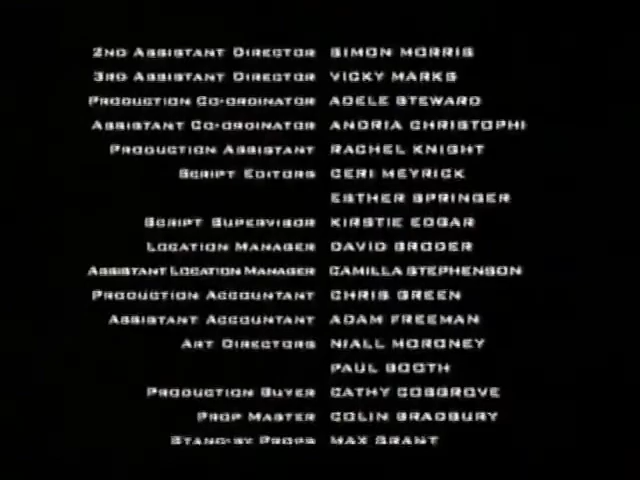 2nd Assistant Director SIMON MORRIS
3rd Assistant Director VICKY MARKS
Production Co-ordinator ADELE STEWARD
Assistant Co-ordinator ANDRIA CHRISTOPHI
Production Assistant RACHEL KNIGHT
Script Editors CERI MEYRICK
ESTHER SPRINGER
Script Supervisor KIRSTIE EDGAR
Location Manager DAVID BRODER
Assistant Location Manager CAMILLA STEPHENSON
Production Accountant CHRIS GREEN
Assistant Accountant ADAM FREEMAN
Art Directors NIALL MORONEY
PAUL BOOTH
Production Buyer CATHY COSGROVE
Prop Master COLIN BRADBURY
Stand-by Props MAX GRANT